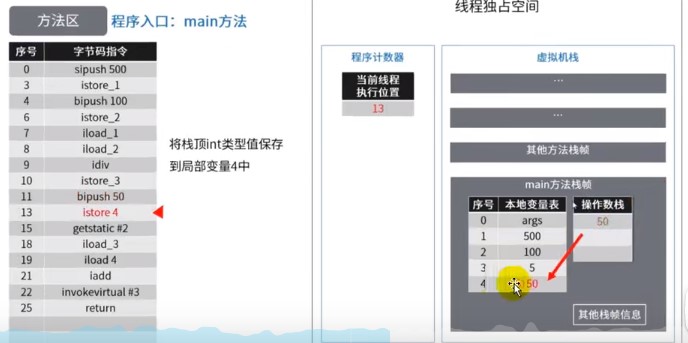 方法区 程序入口：main方法
序号 字节码指令
0 sipush 500
3 istore_1
4 bipush 100
6 istore_2
7 iload_1
8 iload_2
9 idiv
10 istore_3
11 bipush 50
13 istore 4
15 getstatic #2
18 iload_3
19 iload 4
21 iadd
22 invokevirtual #3
25 return
将栈顶int类型值保存
到局部变量4中
线程独占空间
程序计数器
当前线程
执行位置
13
虚拟机栈
...
...
其他方法栈帧
main方法栈帧
序号 本地变量表
0 args
1 500
2 100
3 5
4 50
操作数栈
50
其他栈帧信息